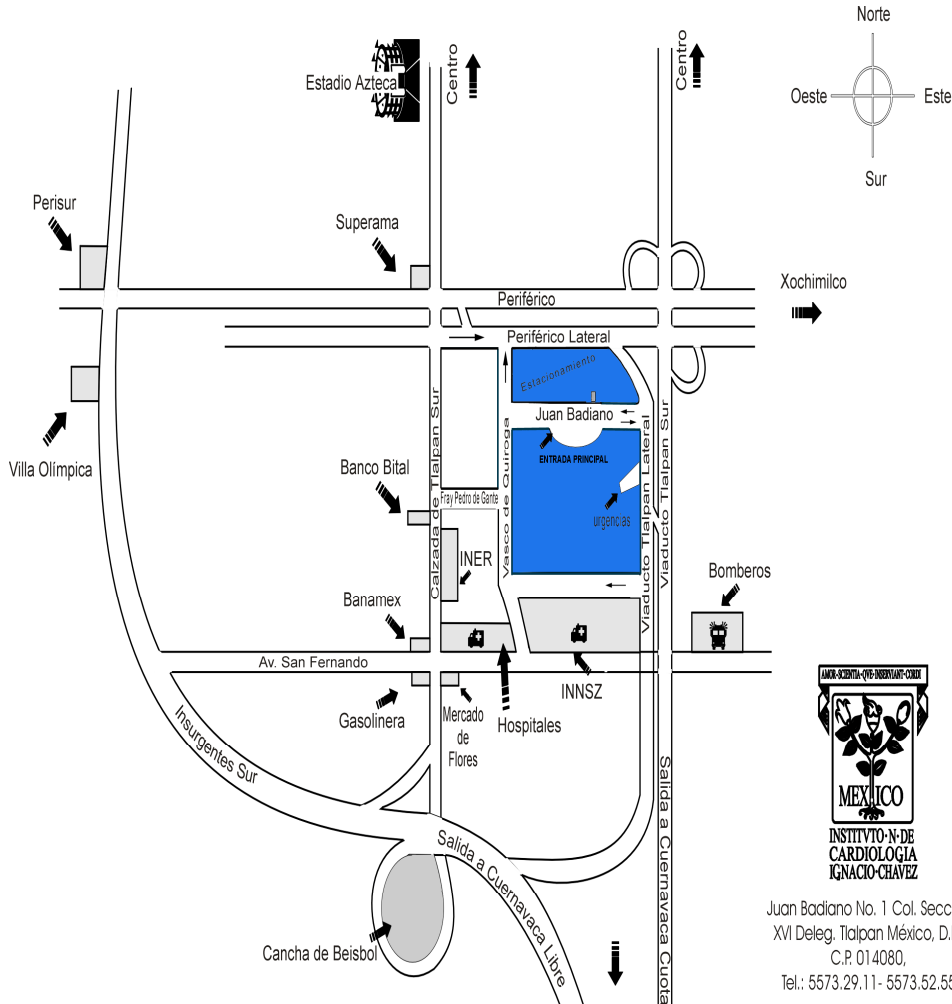 Norte
Oeste
Este
Sur
Centro
Centro
Estadio Azteca
Perisur
Superama
Xochimilco
Periférico
Periférico Lateral
Estacionamiento
Juan Badiano
ENTRADA PRINCIPAL
Villa Olímpica
Banco Bital
Calzada de Tlalpan Sur
Fray Pedro de Gante
Vasco de Quiroga
urgencias
Viaducto Tlalpan Lateral
Viaducto Tlalpan Sur
INER
Bomberos
Banamex
Av. San Fernando
INNSZ
Gasolinera
Mercado
de
Flores
Hospitales
Insurgentes Sur
Salida a Cuernavaca Libre
Salida a Cuernavaca Cuota
Cancha de Beisbol
AMOR·SCIENTIA·QVE·INSERVIANT·CORDI
MEXICO
INSTITVTO·N·DE
CARDIOLOGIA
IGNACIO·CHAVEZ
Juan Badiano No. 1 Col. Secc
XVI Deleg. Tlalpan México, D.
C.P. 014080,
Tel.: 5573.29.11- 5573.52.55